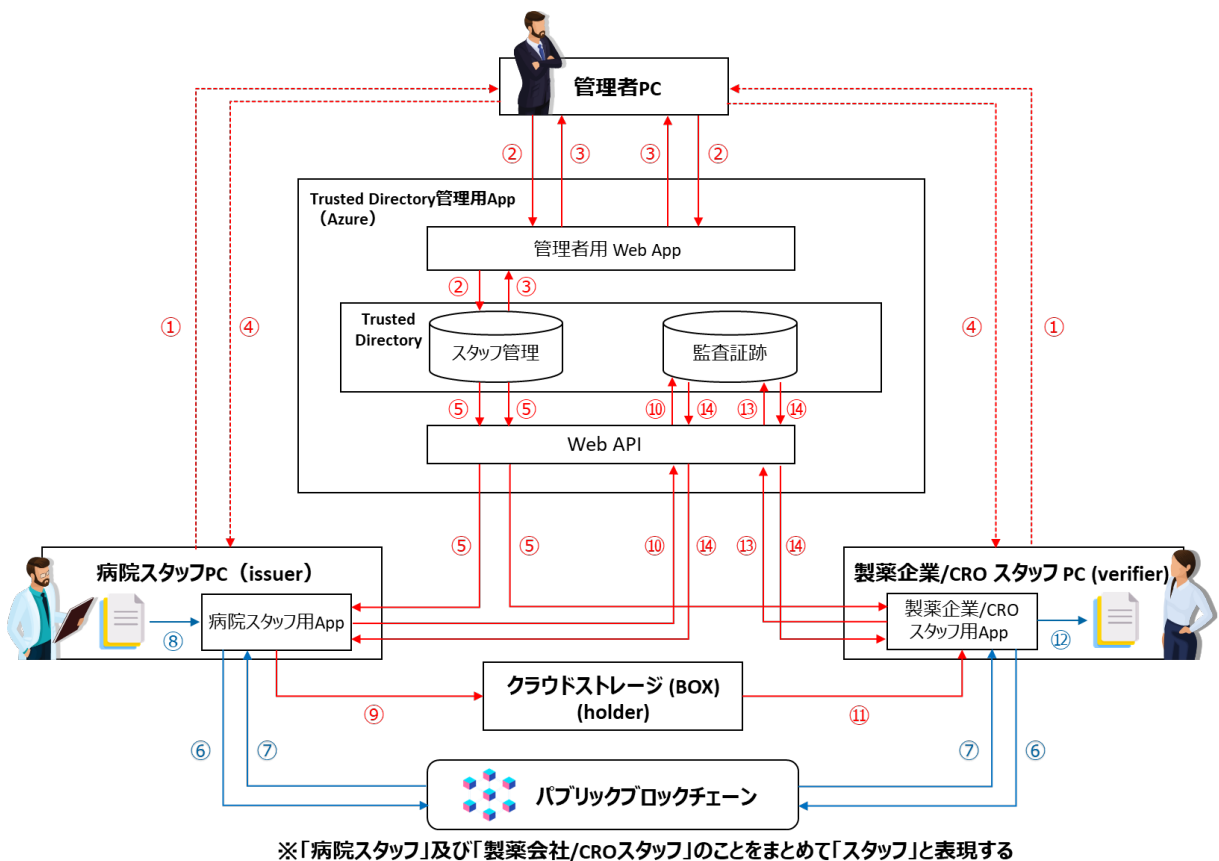 管理者PC
② ③ ③ ②
Trusted Directory管理用App
(Azure)
管理者用 Web App
② ③
① ④ ④ ①
Trusted
Directory
スタッフ管理
監査証跡
⑤ ⑤ ⑩ ⑭ ⑬ ⑭
Web API
⑤ ⑤ ⑩ ⑭ ⑬ ⑭
病院スタッフPC(issuer)
病院スタッフ用App
⑧
製薬企業/CRO スタッフ PC (verifier)
製薬企業/CRO
スタッフ用App
⑫
クラウドストレージ (BOX)
(holder)
⑨ ⑪
⑥ ⑦ ⑦ ⑥
パブリックブロックチェーン
※「病院スタッフ」及び「製薬会社/CROスタッフ」のことをまとめて「スタッフ」と表現する